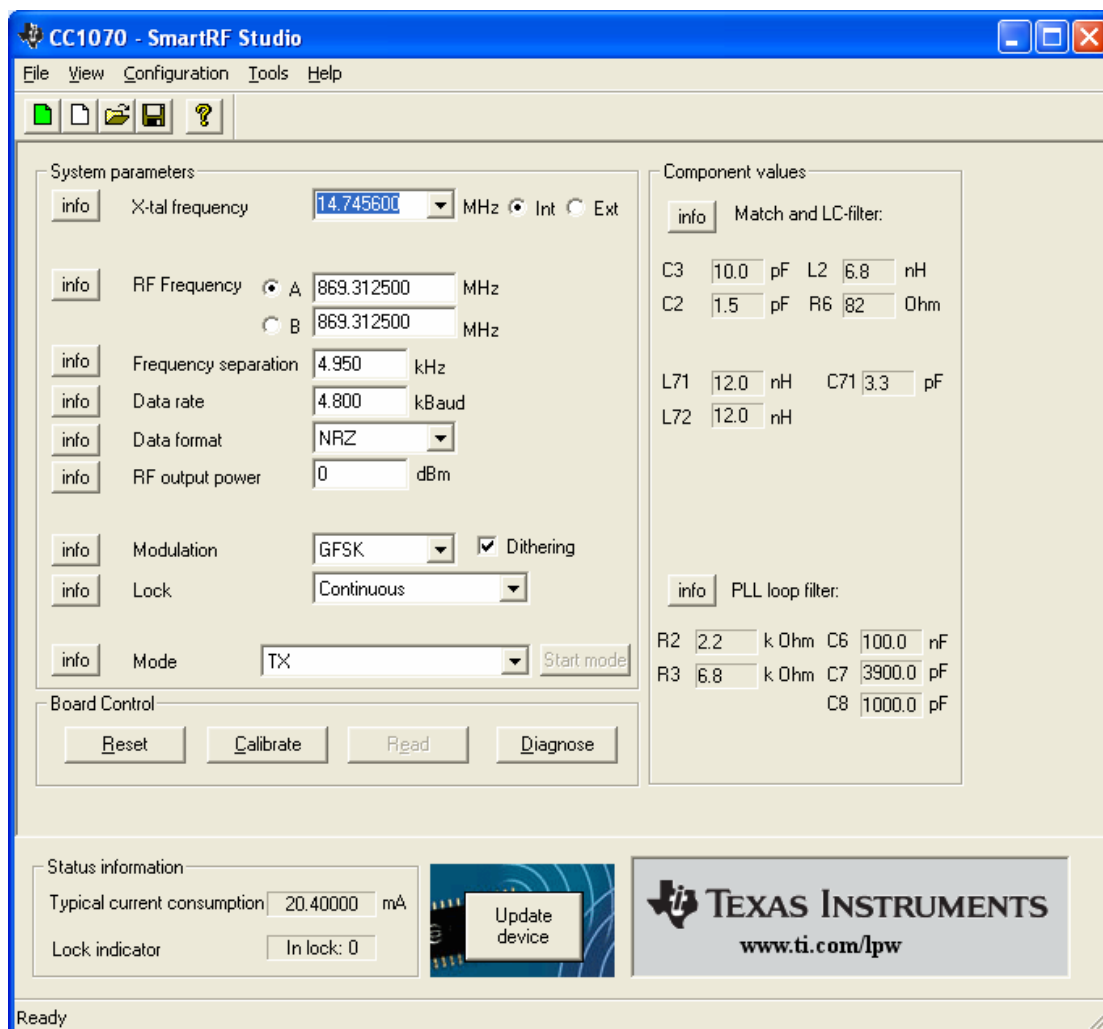 CC1070 - SmartRF Studio
File View Configuration Tools Help
System parameters
info X-tal frequency 14.745600 MHz Int Ext
info RF Frequency A 869.312500 MHz
B 869.312500 MHz
info Frequency separation 4.950 kHz
info Data rate 4.800 kBaud
info Data format NRZ
info RF output power 0 dBm
info Modulation GFSK Dithering
info Lock Continuous
info Mode TX Start mode
Board Control
Reset Calibrate Read Diagnose
Component values
info Match and LC-filter:
C3 10.0 pF L2 6.8 nH
C2 1.5 pF R6 82 Ohm
L71 12.0 nH C71 3.3 pF
L72 12.0 nH
info PLL loop filter:
R2 2.2 k Ohm C6 100.0 nF
R3 6.8 k Ohm C7 3900.0 pF
C8 1000.0 pF
Status information
Typical current consumption 20.40000 mA
Lock indicator In lock: 0
Update
device
TEXAS INSTRUMENTS
www.ti.com/lpw
Ready